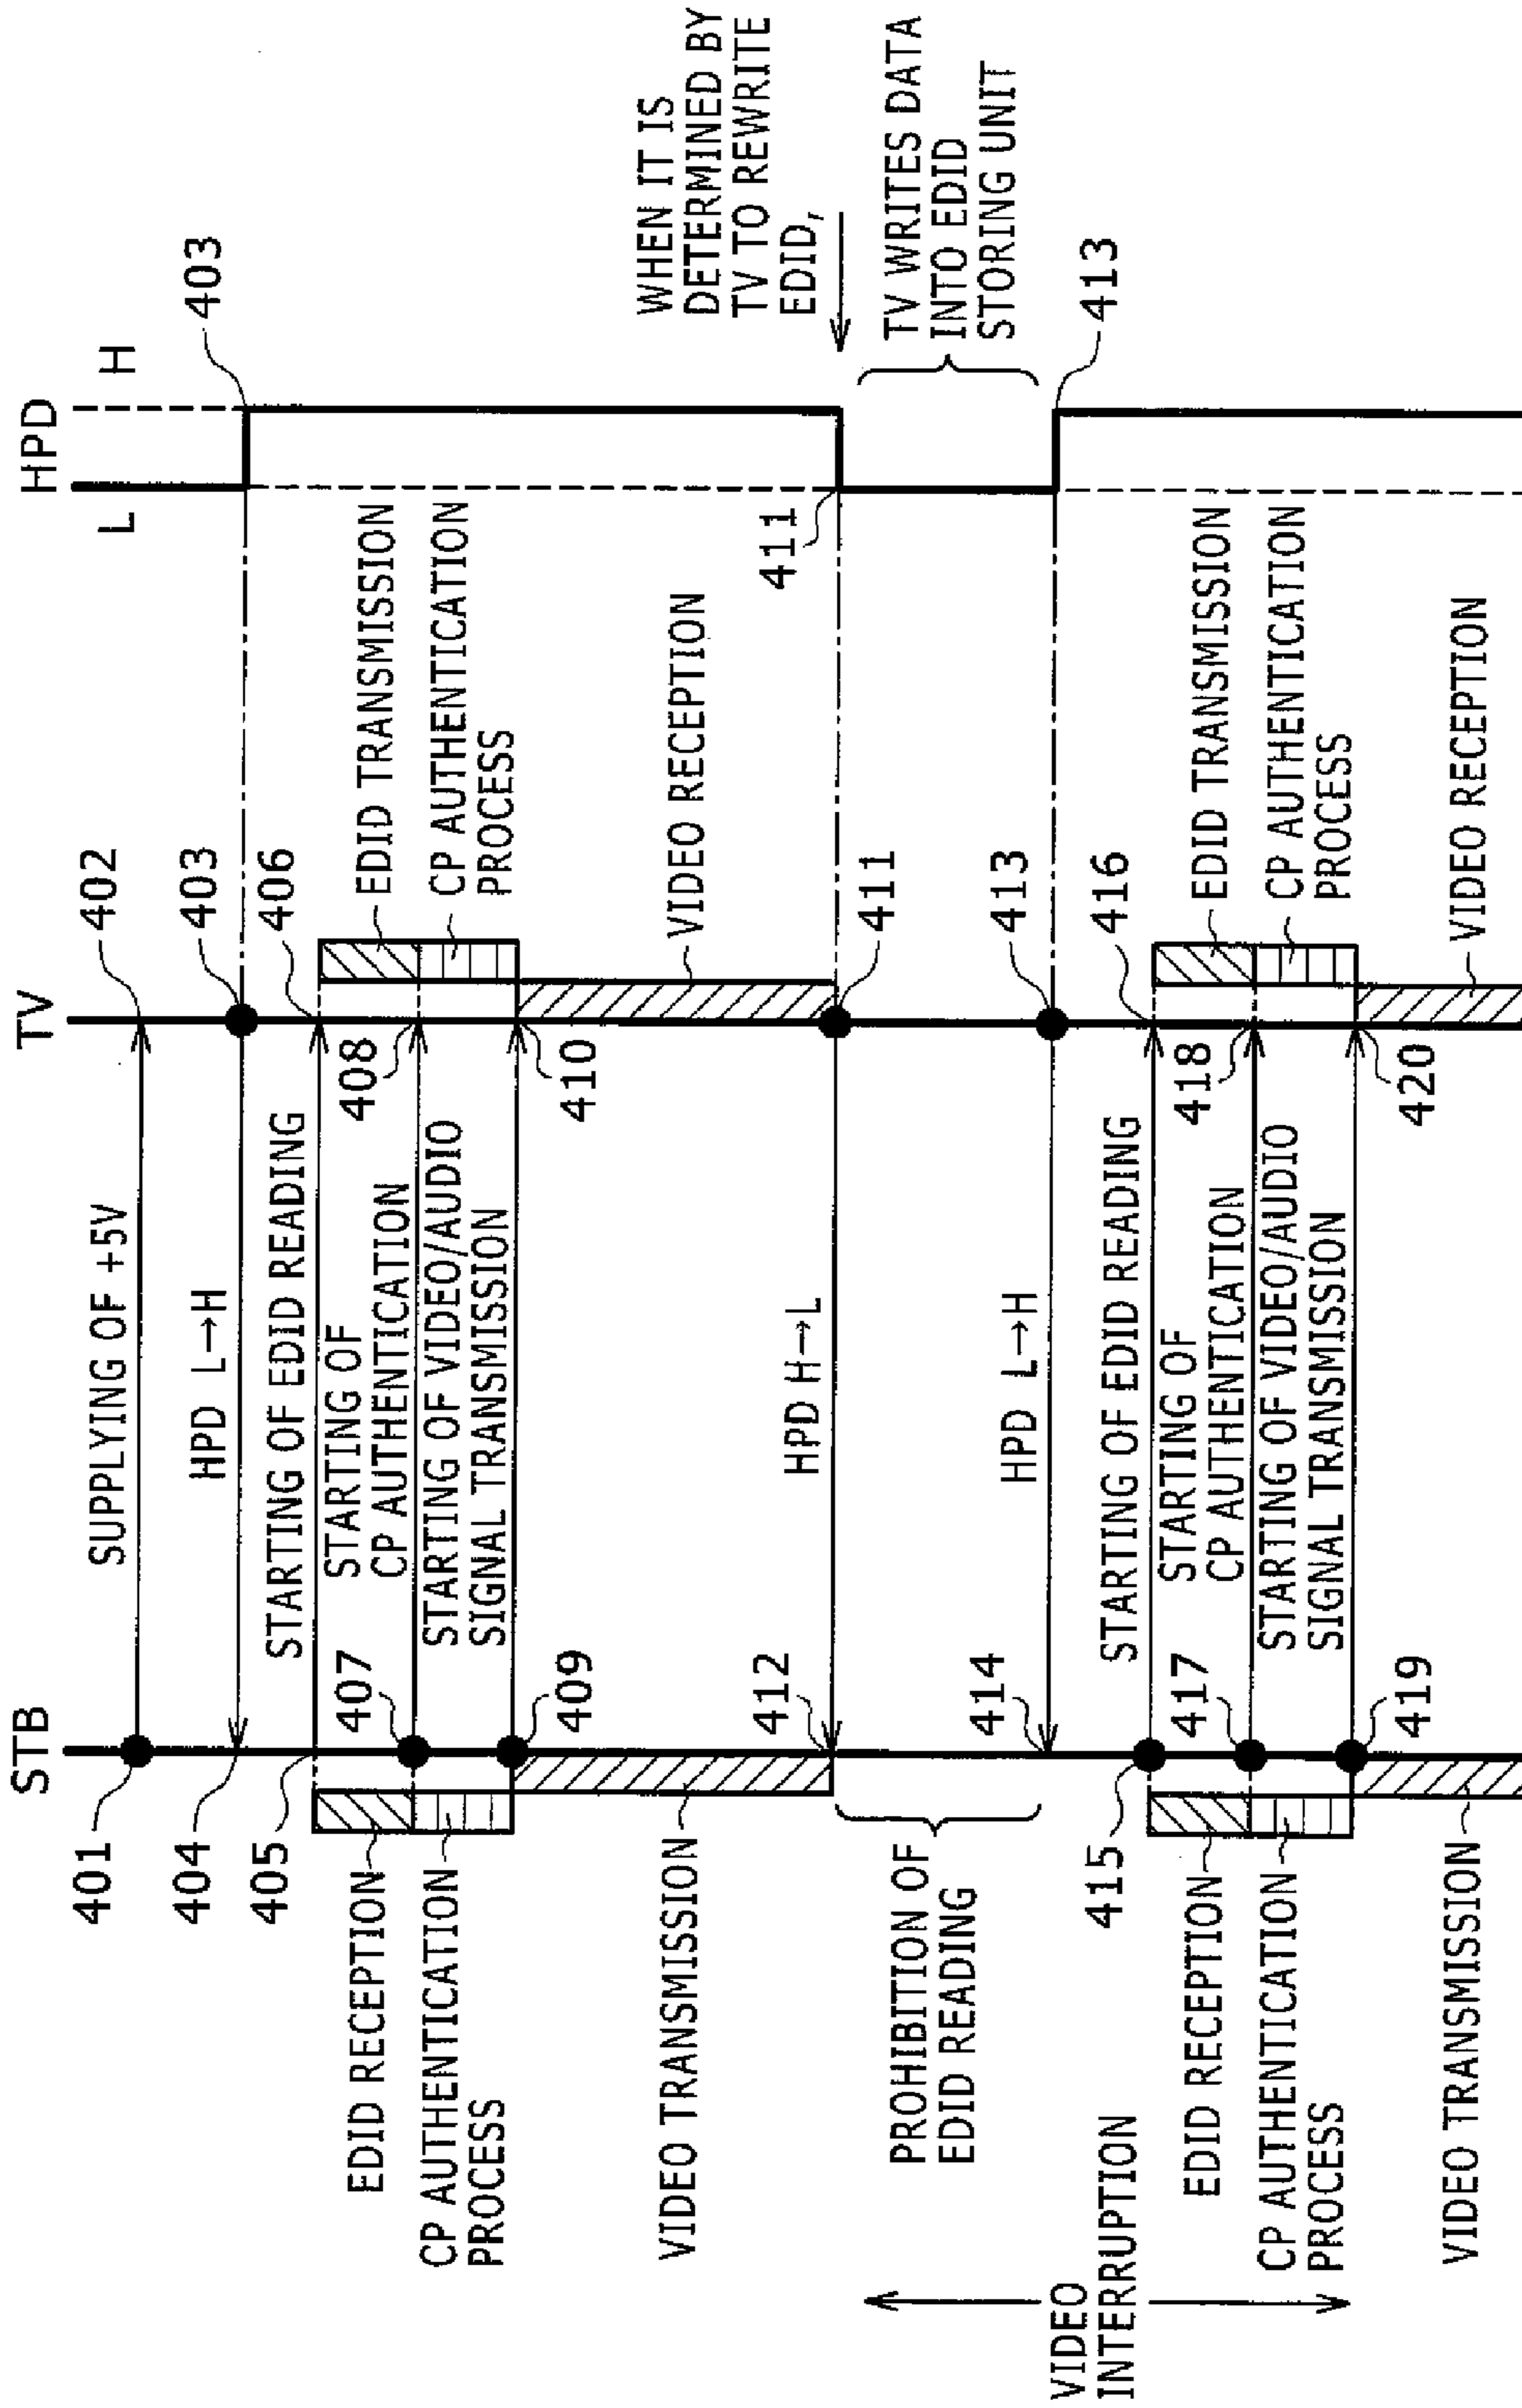 STB
TV
HPD
L
H
401
SUPPLYING OF +5V
402
404
HPD L→H
403
403
405
STARTING OF EDID READING
406
EDID RECEPTION
EDID TRANSMISSION
407
STARTING OF
CP AUTHENTICATION
408
CP AUTHENTICATION
PROCESS
CP AUTHENTICATION
PROCESS
409
STARTING OF VIDEO/AUDIO
SIGNAL TRANSMISSION
410
VIDEO TRANSMISSION
VIDEO RECEPTION
WHEN IT IS
DETERMINED BY
TV TO REWRITE
EDID,
412
HPD H→L
411
411
PROHIBITION OF
EDID READING
TV WRITES DATA
INTO EDID
STORING UNIT
414
HPD L→H
413
413
VIDEO
INTERRUPTION
415
STARTING OF EDID READING
416
EDID RECEPTION
EDID TRANSMISSION
417
STARTING OF
CP AUTHENTICATION
418
CP AUTHENTICATION
PROCESS
CP AUTHENTICATION
PROCESS
419
STARTING OF VIDEO/AUDIO
SIGNAL TRANSMISSION
420
VIDEO TRANSMISSION
VIDEO RECEPTION